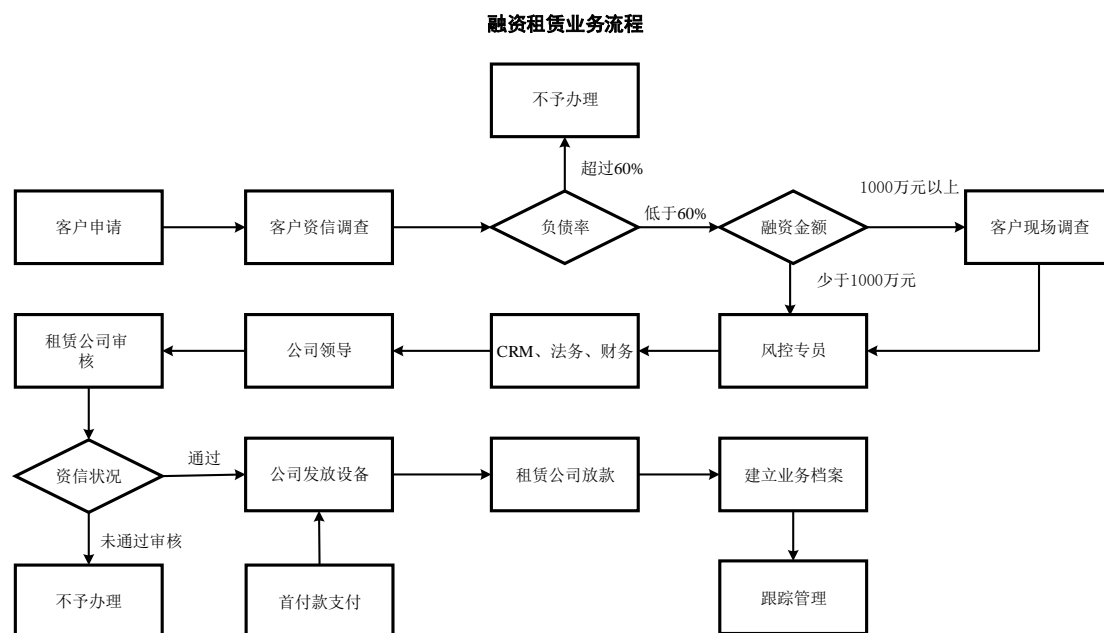 融资租赁业务流程
不予办理
超过60%
客户申请
客户资信调查
负债率
低于60%
融资金额
1000万元以上
客户现场调查
少于1000万元
租赁公司审
核
公司领导
CRM、法务、财务
风控专员
资信状况
通过
公司发放设备
租赁公司放款
建立业务档案
未通过审核
不予办理
首付款支付
跟踪管理